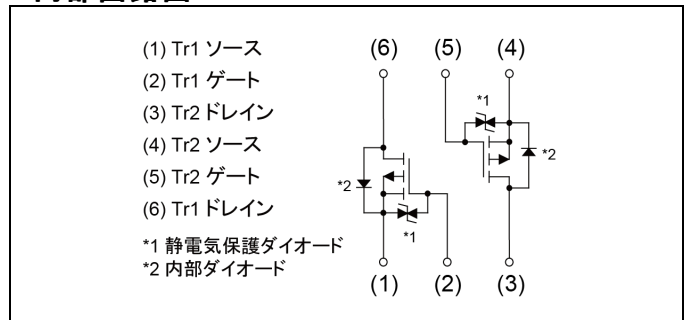 (1) Tr1 ソース
(2) Tr1 ゲート
(3) Tr2 ドレイン
(4) Tr2 ソース
(5) Tr2 ゲート
(6) Tr1 ドレイン
*1 静電気保護ダイオード
*2 内部ダイオード
(6) (5) (4)
*1
*2
*2
*1
(1) (2) (3)